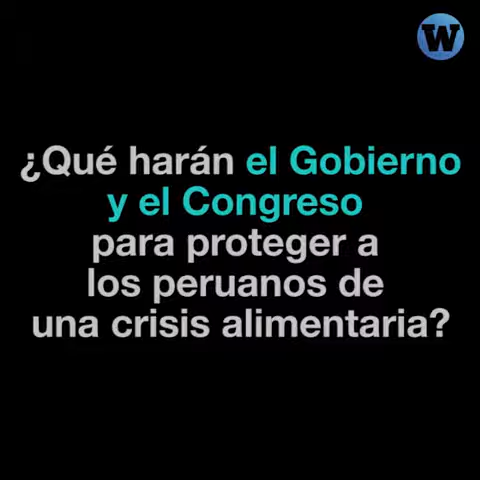 W
¿Qué harán el Gobierno
y el Congreso
para proteger a
los peruanos de
una crisis alimentaria?